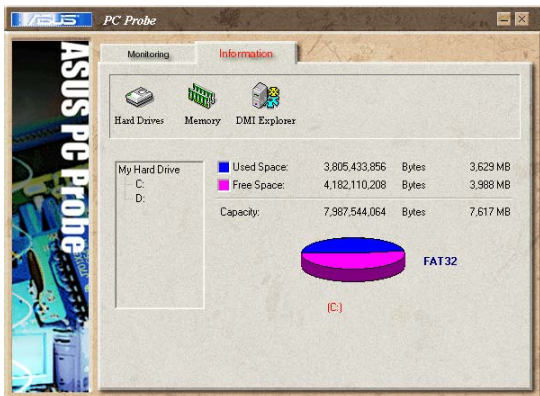 ASUS PC Probe
Monitoring Information
Hard Drives Memory DMI Explorer
ASUS PC Probe
My Hard Drive
C:
D:
Used Space: 3,805,433,856 Bytes 3,629 MB
Free Space: 4,182,110,208 Bytes 3,988 MB
Capacity: 7,987,544,064 Bytes 7,617 MB
FAT32
(C:)